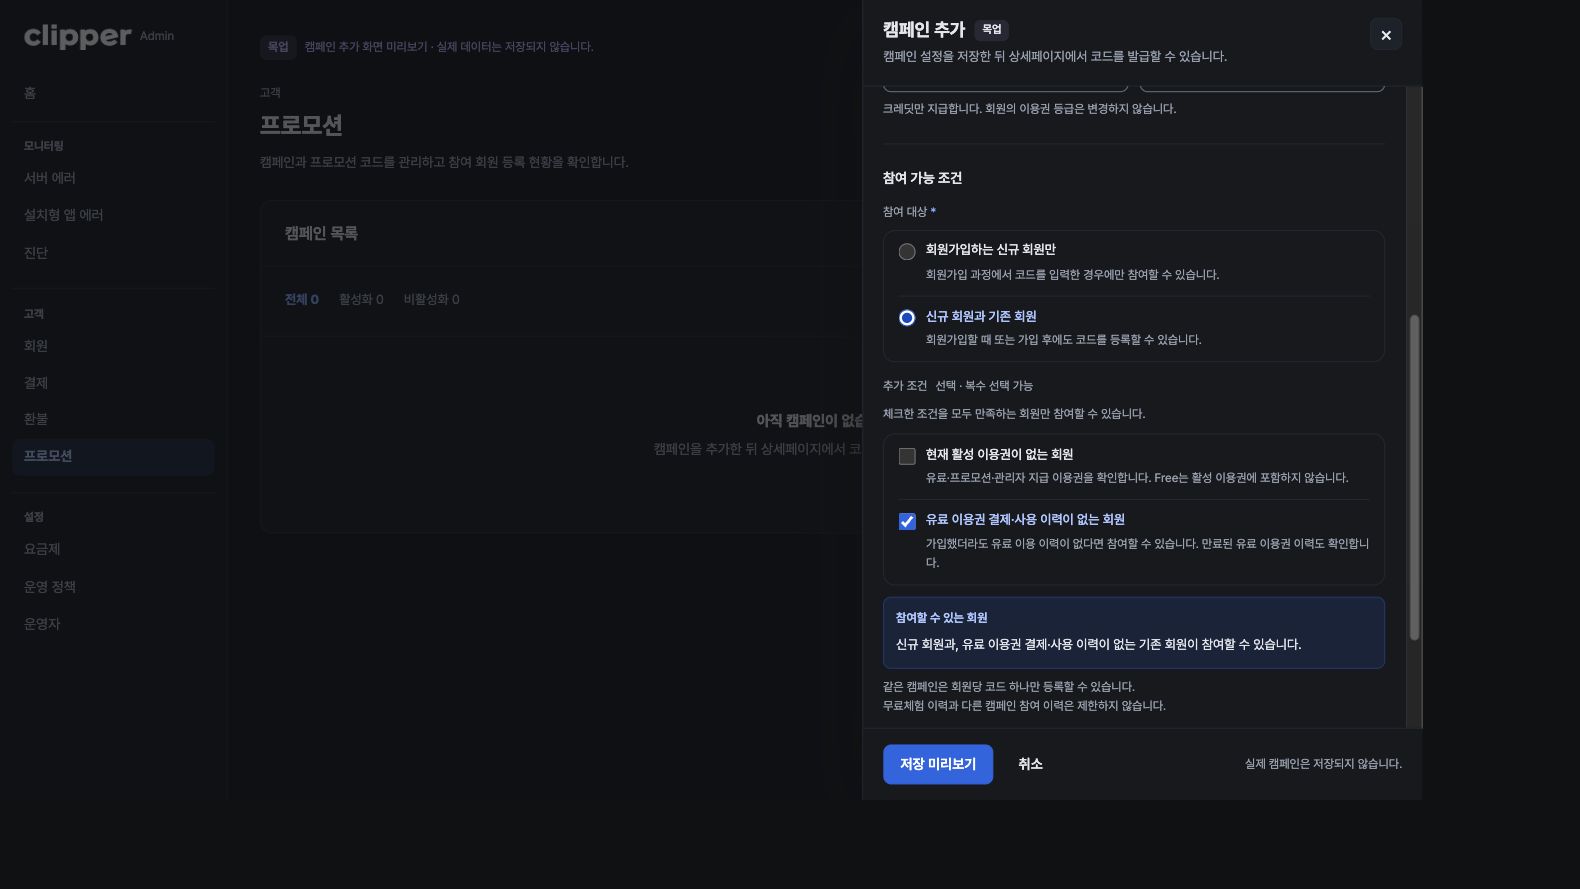 clipper Admin
홈
모니터링
서버 에러
설치형 앱 에러
진단
고객
회원
결제
환불
프로모션
설정
요금제
운영 정책
운영자
목업 캠페인 추가 화면 미리보기 · 실제 데이터는 저장되지 않습니다.
고객
프로모션
캠페인과 프로모션 코드를 관리하고 참여 회원 등록 현황을 확인합니다.
캠페인 목록
전체 0 활성화 0 비활성화 0
아직 캠페인이 없습
캠페인을 추가한 뒤 상세페이지에서 코
캠페인 추가 목업
캠페인 설정을 저장한 뒤 상세페이지에서 코드를 발급할 수 있습니다.
크레딧만 지급합니다. 회원의 이용권 등급은 변경하지 않습니다.
참여 가능 조건
참여 대상 *
회원가입하는 신규 회원만
회원가입 과정에서 코드를 입력한 경우에만 참여할 수 있습니다.
신규 회원과 기존 회원
회원가입할 때 또는 가입 후에도 코드를 등록할 수 있습니다.
추가 조건 선택 · 복수 선택 가능
체크한 조건을 모두 만족하는 회원만 참여할 수 있습니다.
현재 활성 이용권이 없는 회원
유료·프로모션·관리자 지급 이용권을 확인합니다. Free는 활성 이용권에 포함하지 않습니다.
유료 이용권 결제·사용 이력이 없는 회원
가입했더라도 유료 이용 이력이 없다면 참여할 수 있습니다. 만료된 유료 이용권 이력도 확인합니
다.
참여할 수 있는 회원
신규 회원과, 유료 이용권 결제·사용 이력이 없는 기존 회원이 참여할 수 있습니다.
같은 캠페인은 회원당 코드 하나만 등록할 수 있습니다.
무료체험 이력과 다른 캠페인 참여 이력은 제한하지 않습니다.
저장 미리보기 취소 실제 캠페인은 저장되지 않습니다.